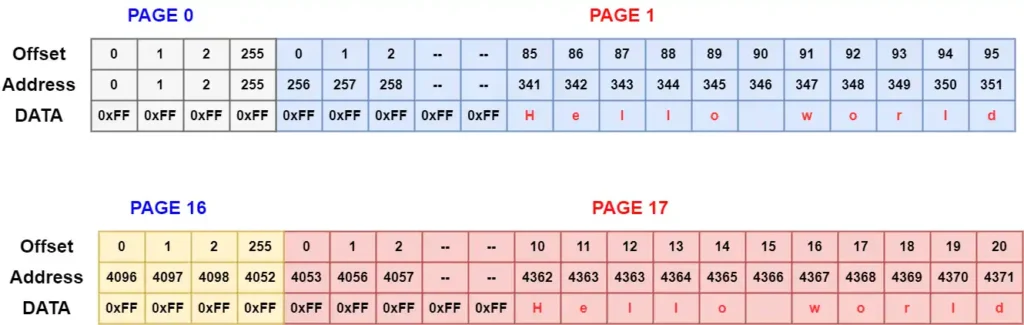 PAGE 0 PAGE 1
Offset 0 1 2 255 0 1 2 -- -- 85 86 87 88 89 90 91 92 93 94 95
Address 0 1 2 255 256 257 258 -- -- 341 342 343 344 345 346 347 348 349 350 351
DATA 0xFF 0xFF 0xFF 0xFF 0xFF 0xFF 0xFF 0xFF 0xFF H e l l o w o r l d
PAGE 16 PAGE 17
Offset 0 1 2 255 0 1 2 -- -- 10 11 12 13 14 15 16 17 18 19 20
Address 4096 4097 4098 4052 4053 4056 4057 -- -- 4362 4363 4363 4364 4365 4366 4367 4368 4369 4370 4371
DATA 0xFF 0xFF 0xFF 0xFF 0xFF 0xFF 0xFF 0xFF 0xFF H e l l o w o r l d